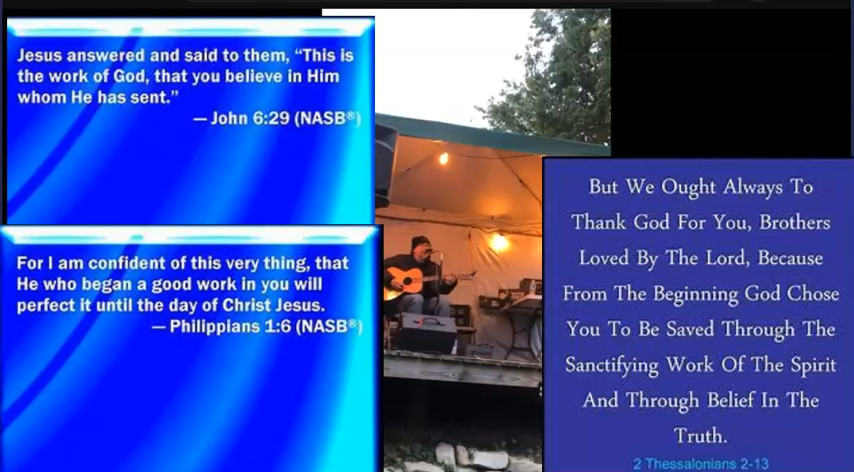 Jesus answered and said to them, “This is
the work of God, that you believe in Him
whom He has sent.”
— John 6:29 (NASB®)
For I am confident of this very thing, that
He who began a good work in you will
perfect it until the day of Christ Jesus.
— Philippians 1:6 (NASB®)
But We Ought Always To
Thank God For You, Brothers
Loved By The Lord, Because
From The Beginning God Chose
You To Be Saved Through The
Sanctifying Work Of The Spirit
And Through Belief In The
Truth.
2 Thessalonians 2-13